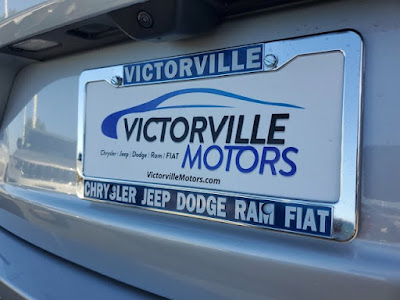 VICTORVILLE
VICTORVILLE
MOTORS
Chrysler | Jeep | Dodge | Ram | FIAT
VictorvilleMotors.com
CHRYSLER JEEP DODGE RAM FIAT